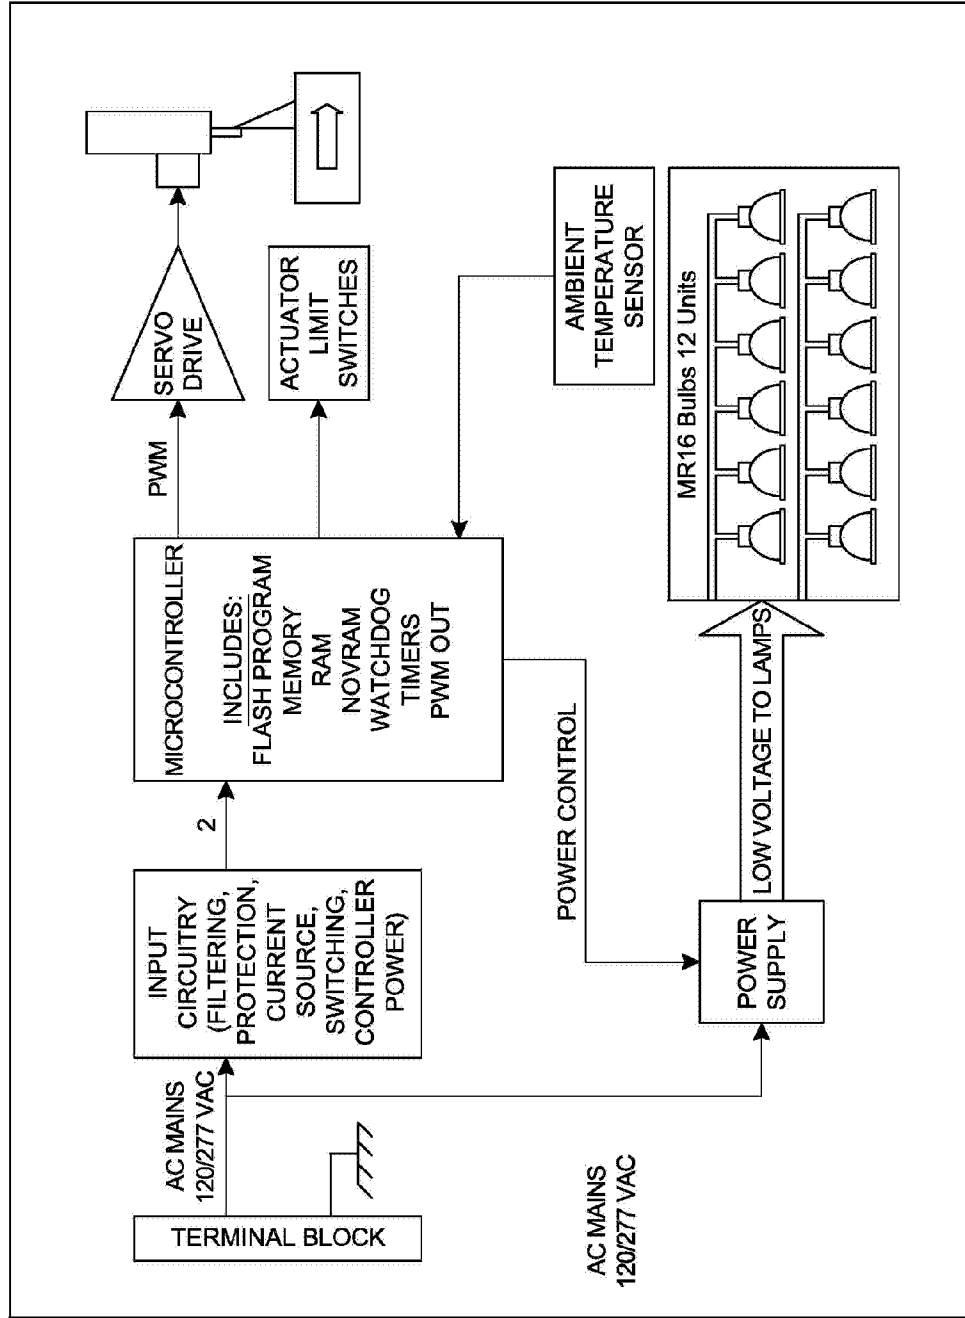 TERMINAL BLOCK
AC MAINS
120/277 VAC
INPUT
CIRCUITRY
(FILTERING,
PROTECTION,
CURRENT
SOURCE,
SWITCHING,
CONTROLLER
POWER)
2
MICROCONTROLLER
INCLUDES:
FLASH PROGRAM
MEMORY
RAM
NOVRAM
WATCHDOG
TIMERS
PWM OUT
PWM
SERVO
DRIVE
ACTUATOR
LIMIT
SWITCHES
AMBIENT
TEMPERATURE
SENSOR
POWER CONTROL
AC MAINS
120/277 VAC
POWER
SUPPLY
LOW VOLTAGE TO LAMPS
MR16 Bulbs 12 Units